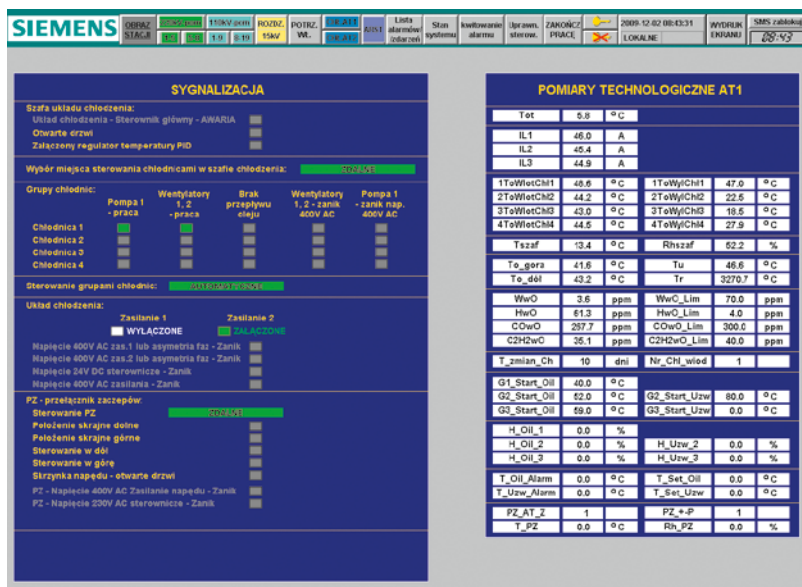 SIEMENS
OBRAZ STACJI
1-9 8-19
ROZDZ. 15kV
POTRZ. WŁ.
Lista alarmów/ zdarzeń
Stan systemu
kwitowanie alarmu
Uprawn. sterow.
ZAKOŃCZ PRACĘ
2009-12-02 08:43:31
LOKALNE
WYDRUK EKRANU
SMS zablokuj
08:43
SYGNALIZACJA
Szafa układu chłodzenia:
Układ chłodzenia - Sterownik główny - AWARIA
Otwarte drzwi
Załączony regulator temperatury PID
Wybór miejsca sterowania chłodnicami w szafie chłodzenia: ZDALNE
Grupy chłodnic:
Pompa 1 - praca
Wentylatory 1, 2 - praca
Brak przepływu oleju
Wentylatory 1, 2 - zanik 400V AC
Pompa 1 - zanik nap. 400V AC
Chłodnica 1
Chłodnica 2
Chłodnica 3
Chłodnica 4
Sterowanie grupami chłodnic: AUTOMATYCZNE
Układ chłodzenia:
Zasilanie 1 Zasilanie 2
WYŁĄCZONE ZAŁĄCZONE
Napięcie 400V AC zas.1 lub asymetria faz - Zanik
Napięcie 400V AC zas.2 lub asymetria faz - Zanik
Napięcie 24V DC sterownicze - Zanik
Napięcie 400V AC zasilania - Zanik
PZ - przełącznik zaczepów:
Sterowanie PZ ZDALNE
Położenie skrajne dolne
Położenie skrajne górne
Sterowanie w dół
Sterowanie w górę
Skrzynka napędu - otwarte drzwi
PZ - Napięcie 400V AC Zasilanie napędu - Zanik
PZ - Napięcie 230V AC sterownicze - Zanik
POMIARY TECHNOLOGICZNE AT1
Tot 5.8 °C
IL1 46.0 A
IL2 45.4 A
IL3 44.9 A
1ToWlotChl1 46.6 °C 1ToWylChl1 47.0 °C
2ToWlotChl2 44.2 °C 2ToWylChl2 22.5 °C
3ToWlotChl3 43.0 °C 3ToWylChl3 18.5 °C
4ToWlotChl4 44.5 °C 4ToWylChl4 27.9 °C
Tszaf 13.4 °C Rhszaf 52.2 %
To_gora 41.6 °C Tu 46.6 °C
To_dół 43.2 °C Tr 3270.7 °C
WwO 3.6 ppm WwO_Lim 70.0 ppm
HwO 61.3 ppm HwO_Lim 4.0 ppm
COwO 267.7 ppm COwO_Lim 300.0 ppm
C2H2wO 35.1 ppm C2H2wO_Lim 40.0 ppm
T_zmian_Ch 10 dni Nr_Chl_wiod 1
G1_Start_Oil 40.0 °C
G2_Start_Oil 52.0 °C G2_Start_Uzw 80.0 °C
G3_Start_Oil 59.0 °C G3_Start_Uzw 0.0 °C
H_Oil_1 0.0 %
H_Oil_2 0.0 % H_Uzw_2 0.0 %
H_Oil_3 0.0 % H_Uzw_3 0.0 %
T_Oil_Alarm 0.0 °C T_Set_Oil 0.0 °C
T_Uzw_Alarm 0.0 °C T_Set_Uzw 0.0 °C
PZ_AT_Z 1 PZ_+-P 1
T_PZ 0.0 °C Rh_PZ 0.0 %